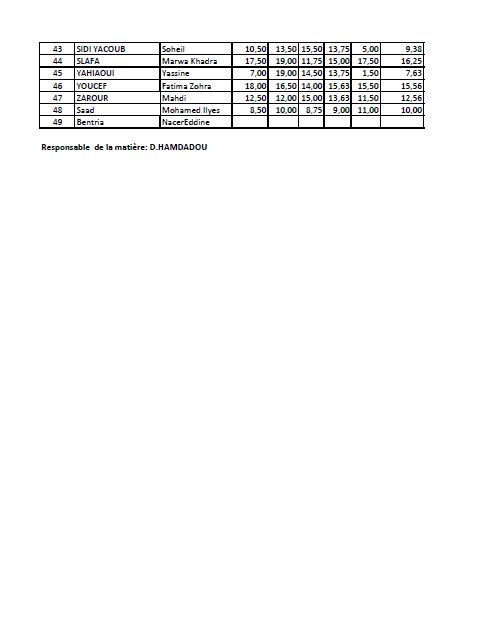 43 SIDI YACOUB Soheil 10,50 13,50 15,50 13,75 5,00 9,38
44 SLAFA Marwa Khadra 17,50 19,00 11,75 15,00 17,50 16,25
45 YAHIAOUI Yassine 7,00 19,00 14,50 13,75 1,50 7,63
46 YOUCEF Fatima Zohra 18,00 16,50 14,00 15,63 15,50 15,56
47 ZAROUR Mahdi 12,50 12,00 15,00 13,63 11,50 12,56
48 Saad Mohamed Ilyes 8,50 10,00 8,75 9,00 11,00 10,00
49 Bentria NacerEddine
Responsable de la matière: D.HAMDADOU